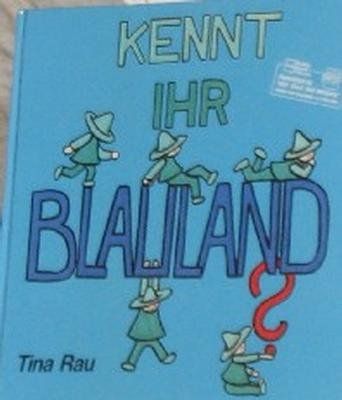 KENNT
IHR
BLAULAND?
Tina Rau